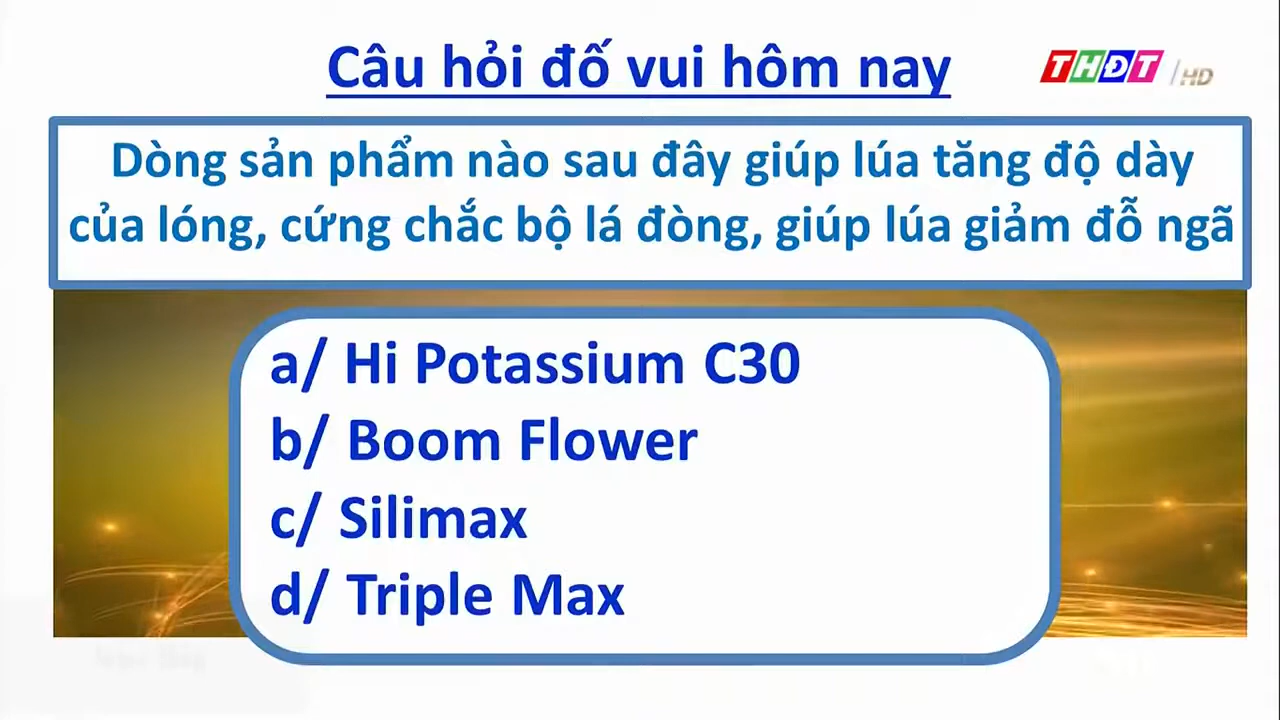 Câu hỏi đố vui hôm nay
THĐT HD
Dòng sản phẩm nào sau đây giúp lúa tăng độ dày
của lóng, cứng chắc bộ lá đòng, giúp lúa giảm đỗ ngã
a/ Hi Potassium C30
b/ Boom Flower
c/ Silimax
d/ Triple Max